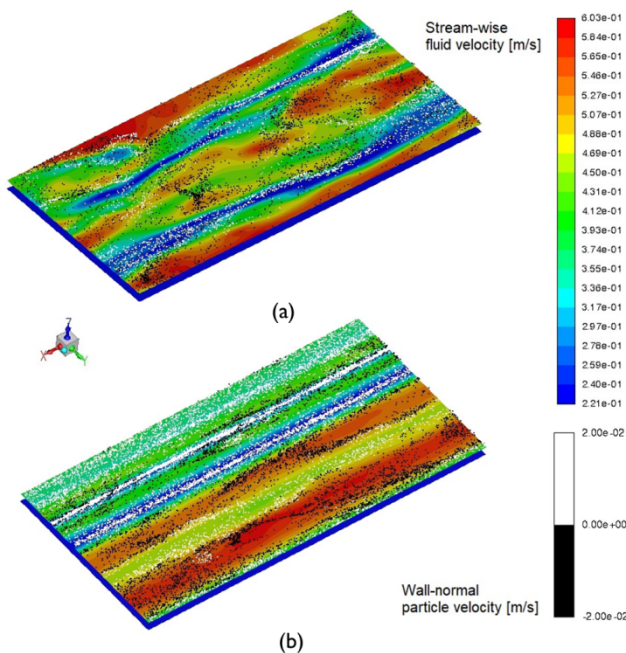 Stream-wise
fluid velocity [m/s]
6.03e-01
5.84e-01
5.65e-01
5.46e-01
5.27e-01
5.07e-01
4.88e-01
4.69e-01
4.50e-01
4.31e-01
4.12e-01
3.93e-01
3.74e-01
3.55e-01
3.36e-01
3.17e-01
2.97e-01
2.78e-01
2.59e-01
2.40e-01
2.21e-01
(a)
Z
X
Y
2.00e-02
0.00e+00
-2.00e-02
Wall-normal
particle velocity [m/s]
(b)